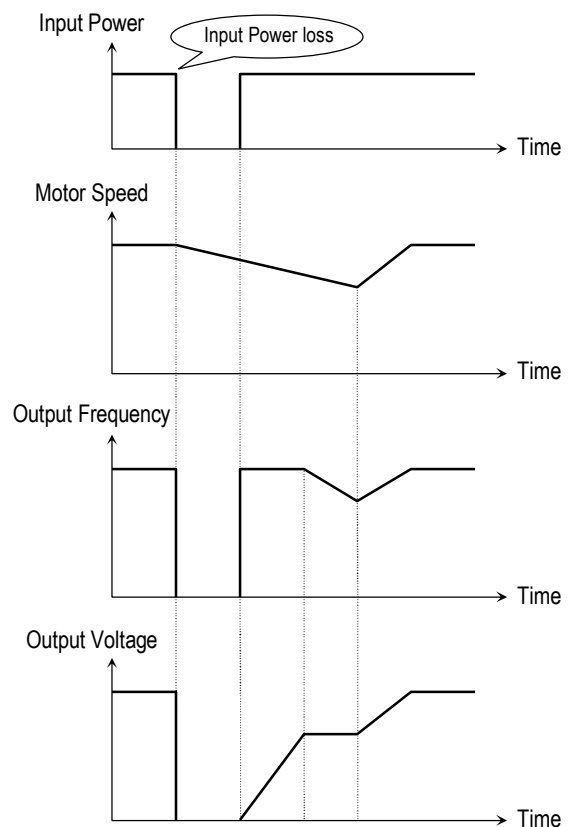 Input Power
Input Power loss
Time
Motor Speed
Time
Output Frequency
Time
Output Voltage
Time